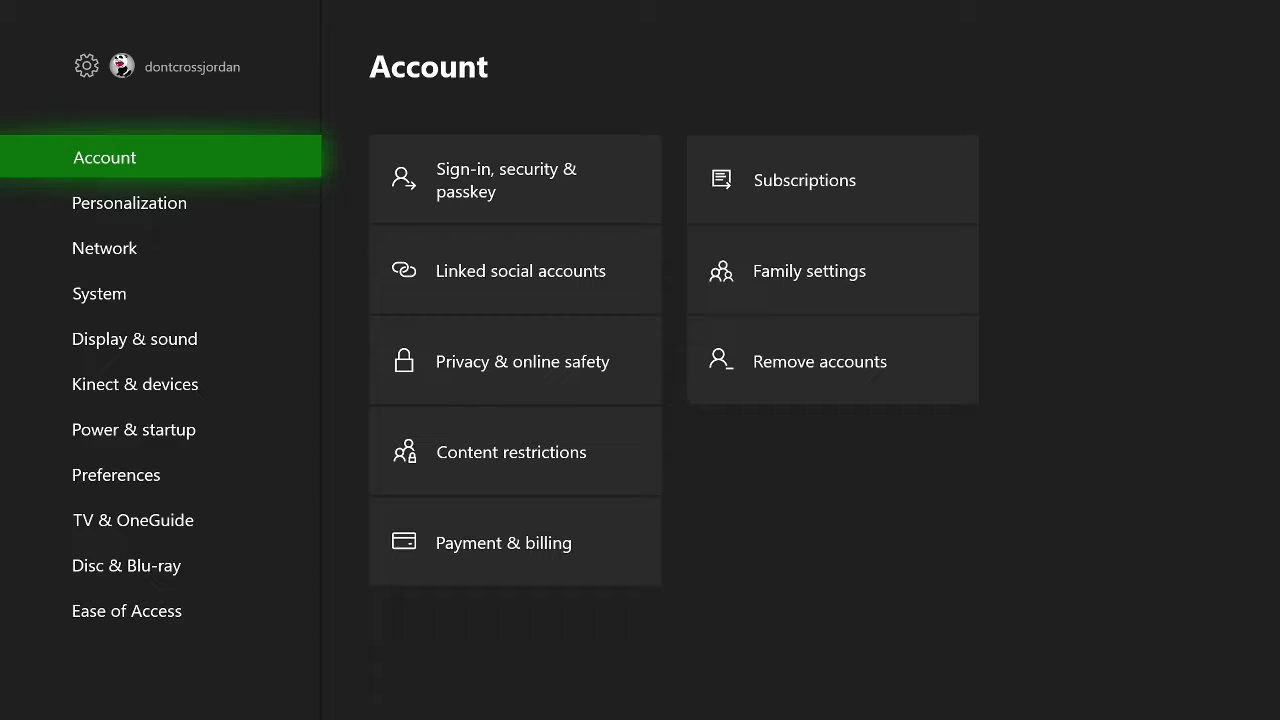 dontcrossjordan
Account
Personalization
Network
System
Display & sound
Kinect & devices
Power & startup
Preferences
TV & OneGuide
Disc & Blu-ray
Ease of Access
Account
Sign-in, security &
passkey
Linked social accounts
Privacy & online safety
Content restrictions
Payment & billing
Subscriptions
Family settings
Remove accounts